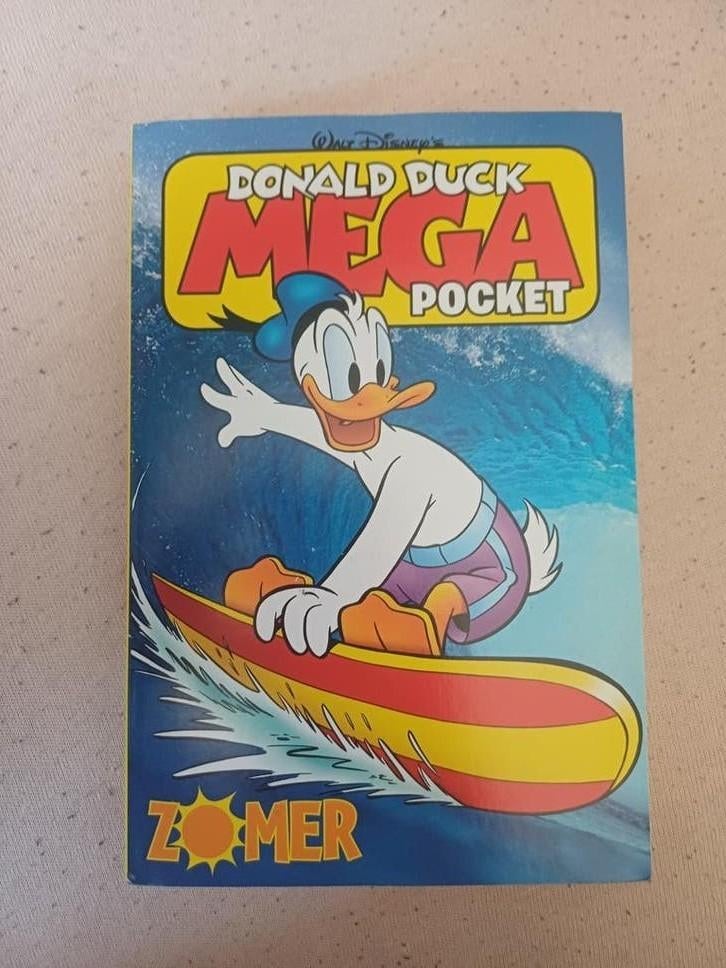 WALT DISNEY'S
DONALD DUCK
MEGA
POCKET
ZOMER